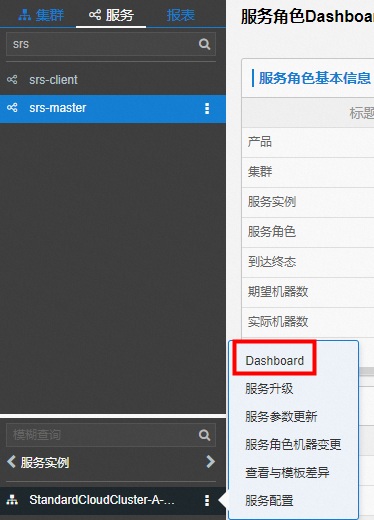 集群 服务 报表
srs
srs-client
srs-master
模糊查询
服务实例
StandardCloudCluster-A-...
服务角色Dashboar
服务角色基本信息
标题
产品
集群
服务实例
服务角色
到达终态
期望机器数
实际机器数
Dashboard
服务升级
服务参数更新
服务角色机器变更
查看与模板差异
服务配置